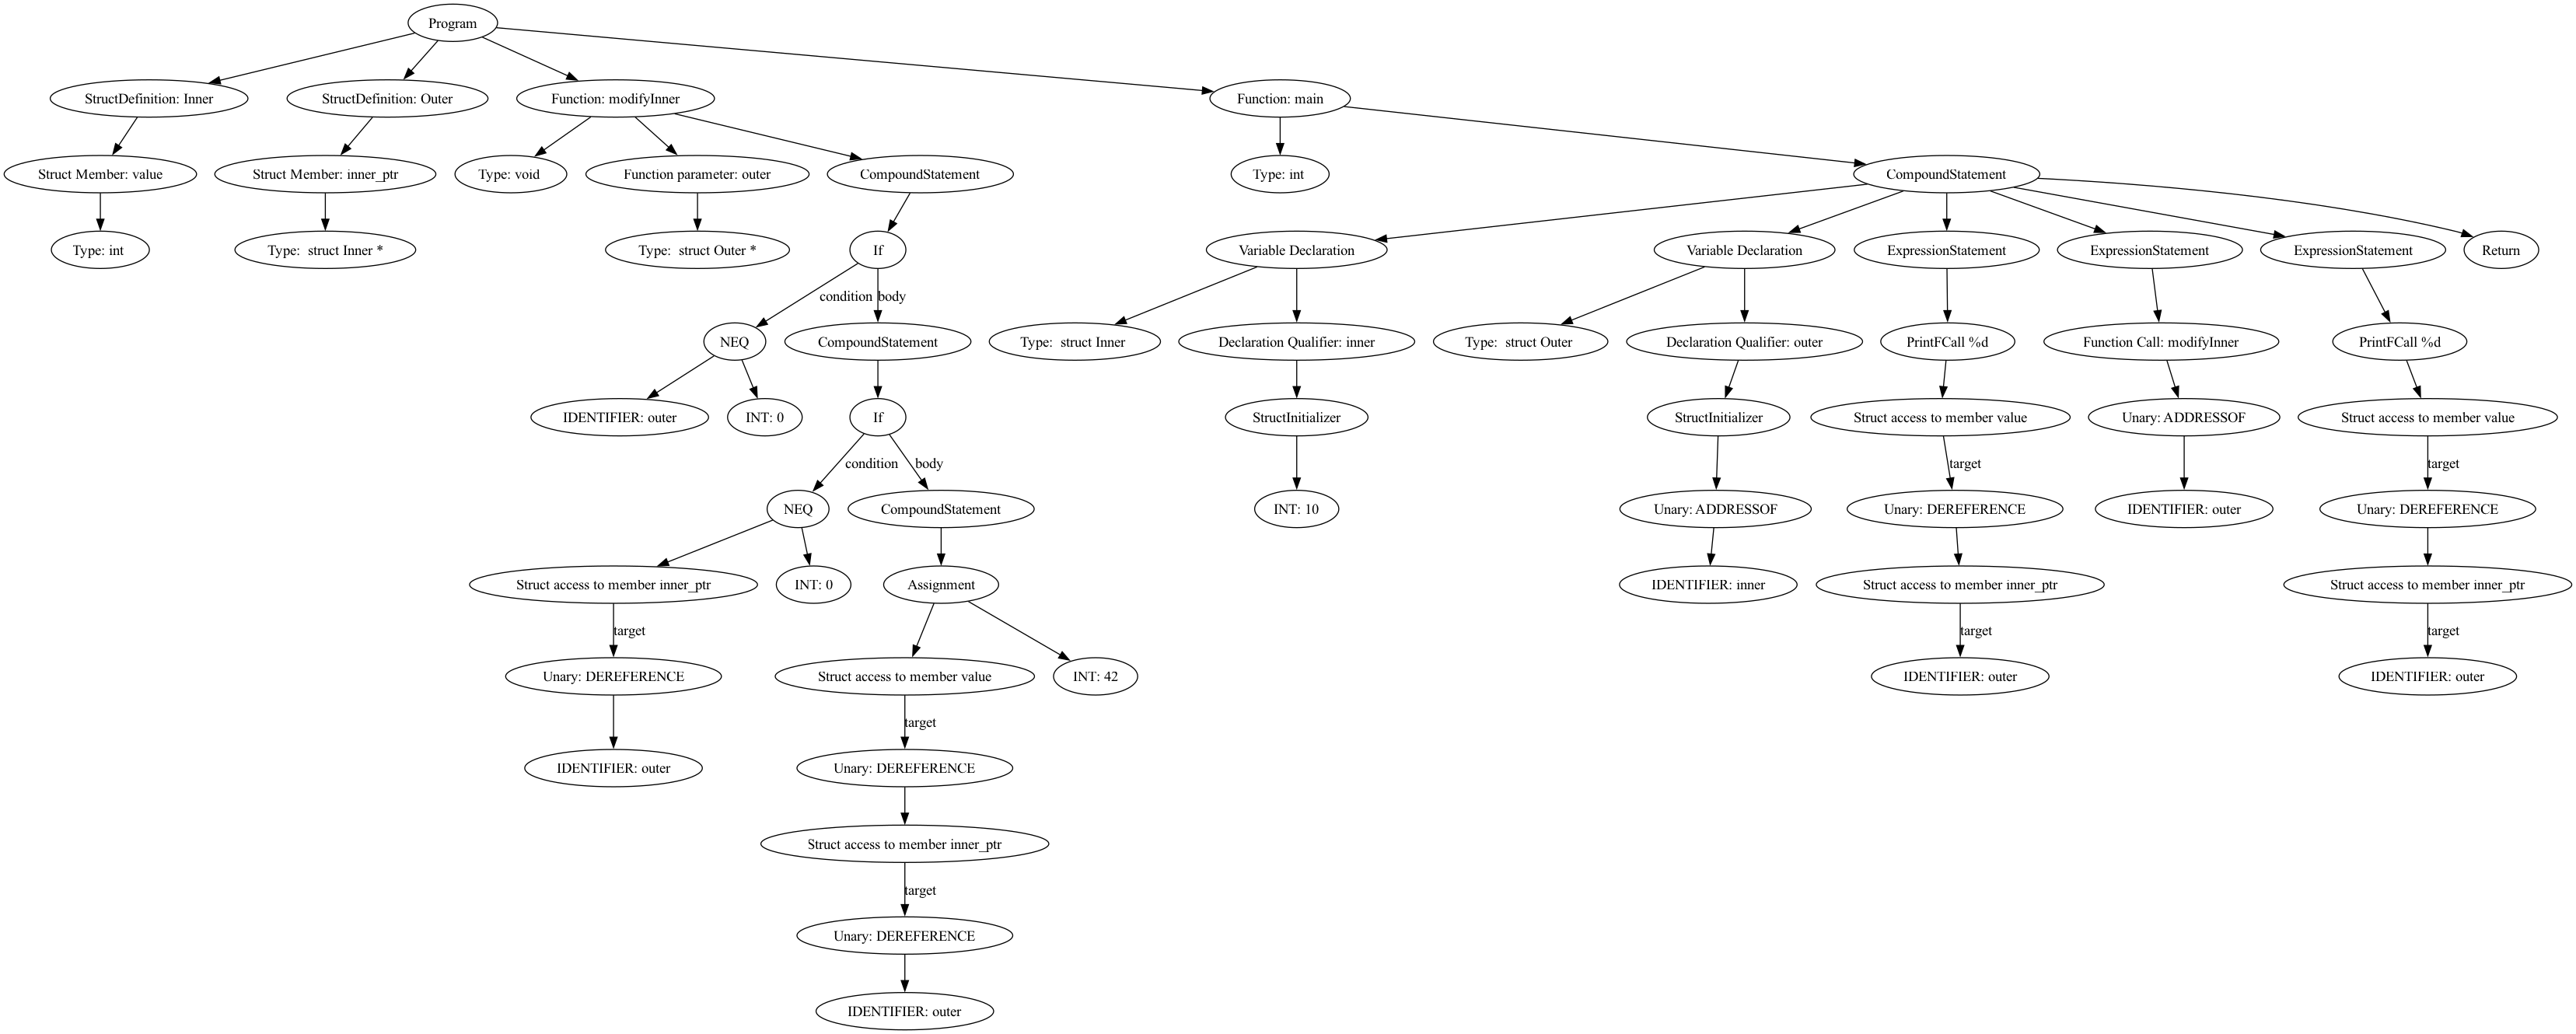 Program
StructDefinition: Inner
StructDefinition: Outer
Function: modifyInner
Function: main
Struct Member: value
Struct Member: inner_ptr
Type: void
Function parameter: outer
CompoundStatement
Type: int
CompoundStatement
Type: int
Type: struct Inner *
Type: struct Outer *
If
Variable Declaration
Variable Declaration
ExpressionStatement
ExpressionStatement
ExpressionStatement
Return
condition
body
NEQ
CompoundStatement
Type: struct Inner
Declaration Qualifier: inner
Type: struct Outer
Declaration Qualifier: outer
PrintFCall %d
Function Call: modifyInner
PrintFCall %d
IDENTIFIER: outer
INT: 0
If
StructInitializer
StructInitializer
Struct access to member value
Unary: ADDRESSOF
Struct access to member value
condition
body
target
target
NEQ
CompoundStatement
INT: 10
Unary: ADDRESSOF
Unary: DEREFERENCE
IDENTIFIER: outer
Unary: DEREFERENCE
Struct access to member inner_ptr
INT: 0
Assignment
IDENTIFIER: inner
Struct access to member inner_ptr
Struct access to member inner_ptr
target
target
target
Unary: DEREFERENCE
Struct access to member value
INT: 42
IDENTIFIER: outer
IDENTIFIER: outer
target
IDENTIFIER: outer
Unary: DEREFERENCE
Struct access to member inner_ptr
target
Unary: DEREFERENCE
IDENTIFIER: outer